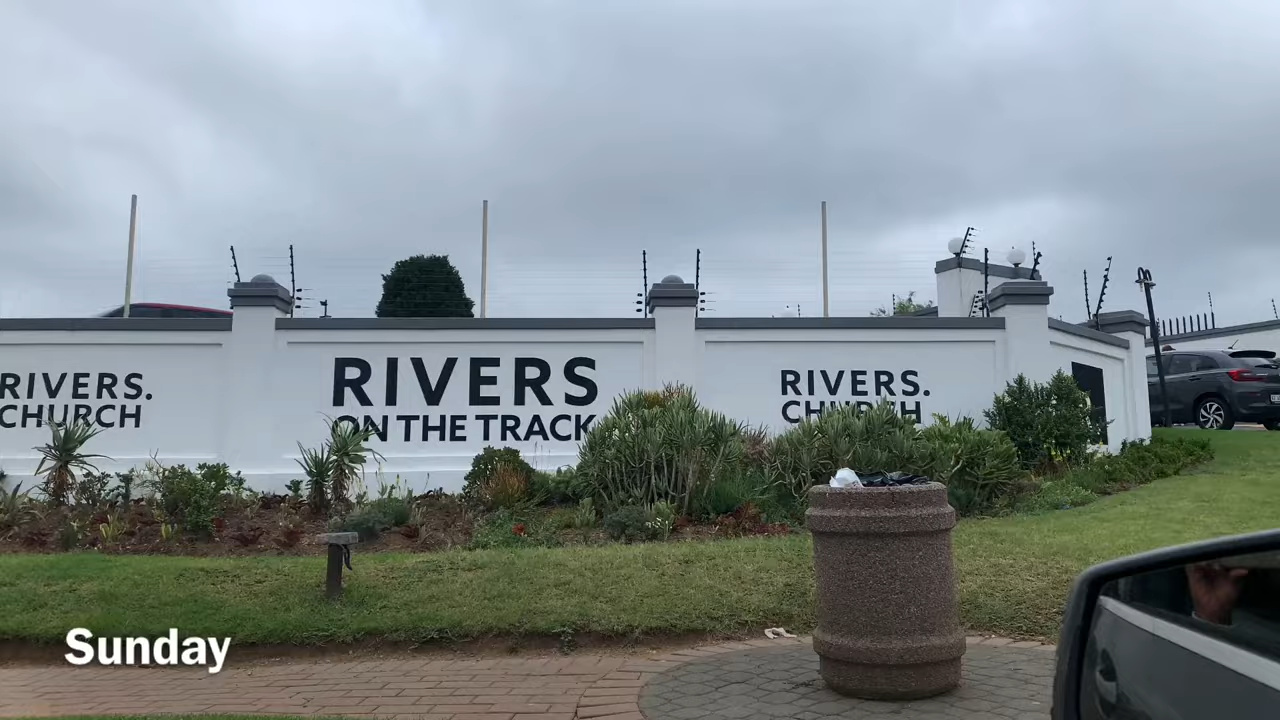 RIVERS.
CHURCH
RIVERS
ON THE TRACK
RIVERS.
CHURCH
Sunday